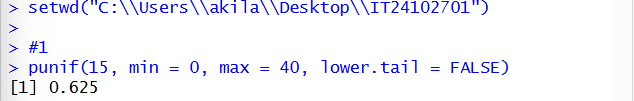 > setwd("C:\\Users\\akila\\Desktop\\IT24102701")
>
> #1
> punif(15, min = 0, max = 40, lower.tail = FALSE)
[1] 0.625